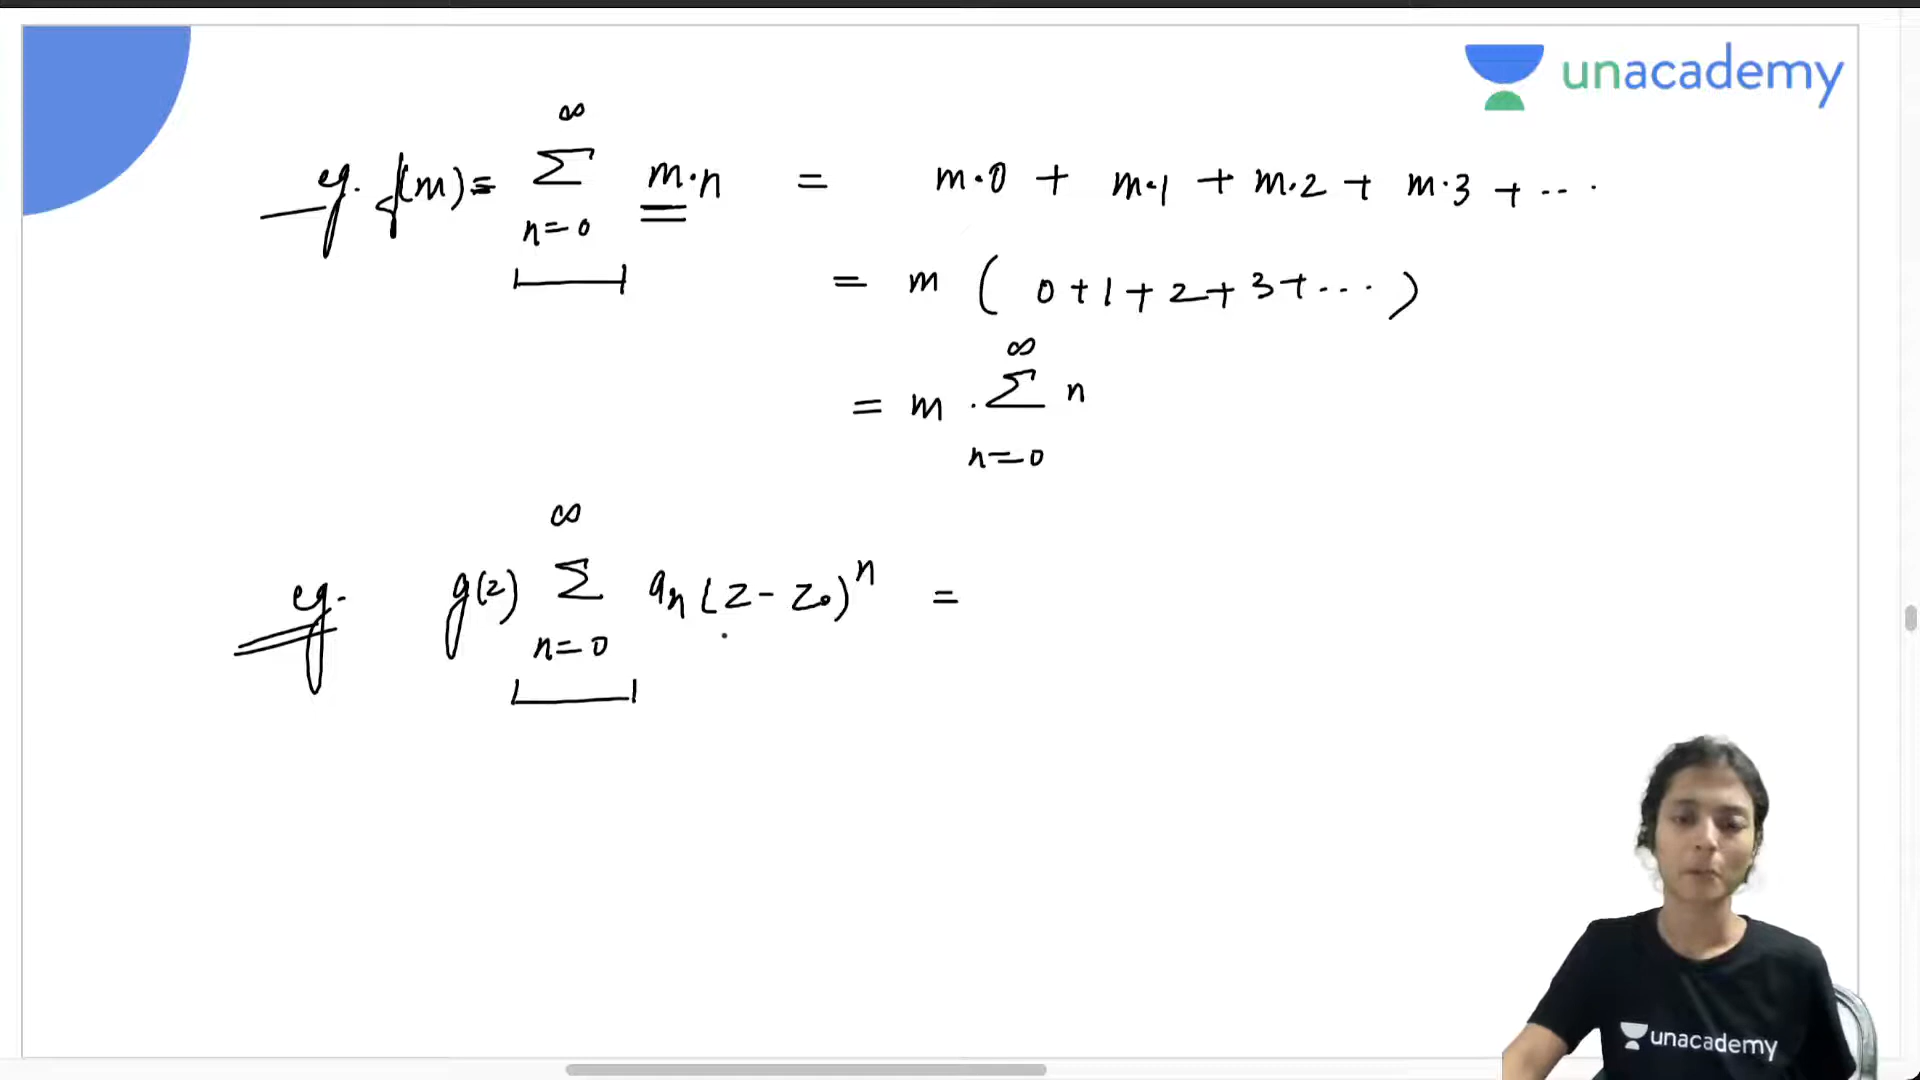 unacademy
eg. f(m) = ∞ Σ n=0 m·n = m·0 + m·1 + m·2 + m·3 + ....
= m ( 0+1+2+3+... )
= m . ∞ Σ n=0 n
eg. g(z) ∞ Σ n=0 aₙ(z - z₀)ⁿ =
unacademy